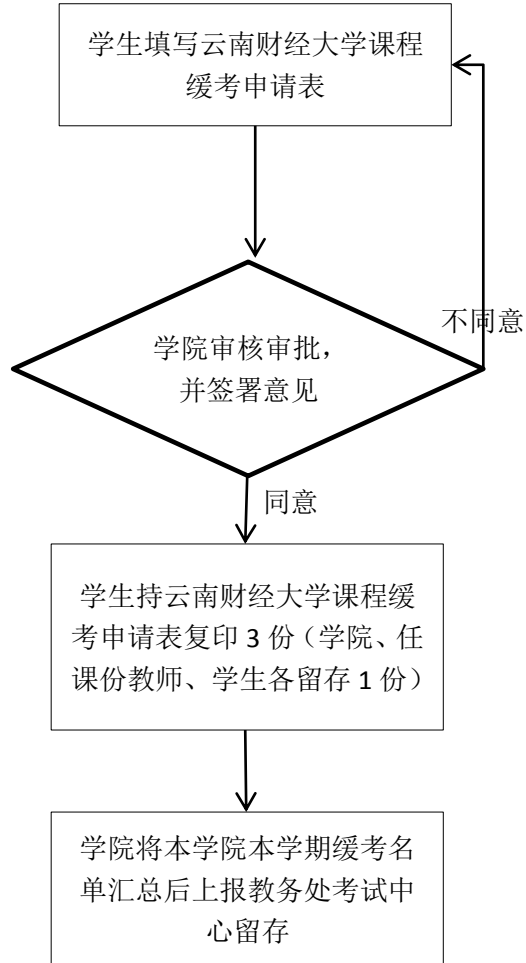 学生填写云南财经大学课程
缓考申请表
不同意
学院审核审批，
并签署意见
同意
学生持云南财经大学课程缓
考申请表复印 3 份（学院、任
课份教师、学生各留存 1 份）
学院将本学院本学期缓考名
单汇总后上报教务处考试中
心留存